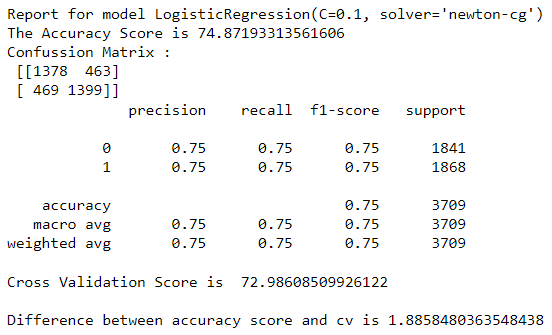 Report for model LogisticRegression(C=0.1, solver='newton-cg')
The Accuracy Score is 74.87193313561606
Confussion Matrix :
[[1378 463]
[ 469 1399]]
precision recall f1-score support
0 0.75 0.75 0.75 1841
1 0.75 0.75 0.75 1868
accuracy 0.75 3709
macro avg 0.75 0.75 0.75 3709
weighted avg 0.75 0.75 0.75 3709
Cross Validation Score is 72.98608509926122
Difference between accuracy score and cv is 1.8858480363548438